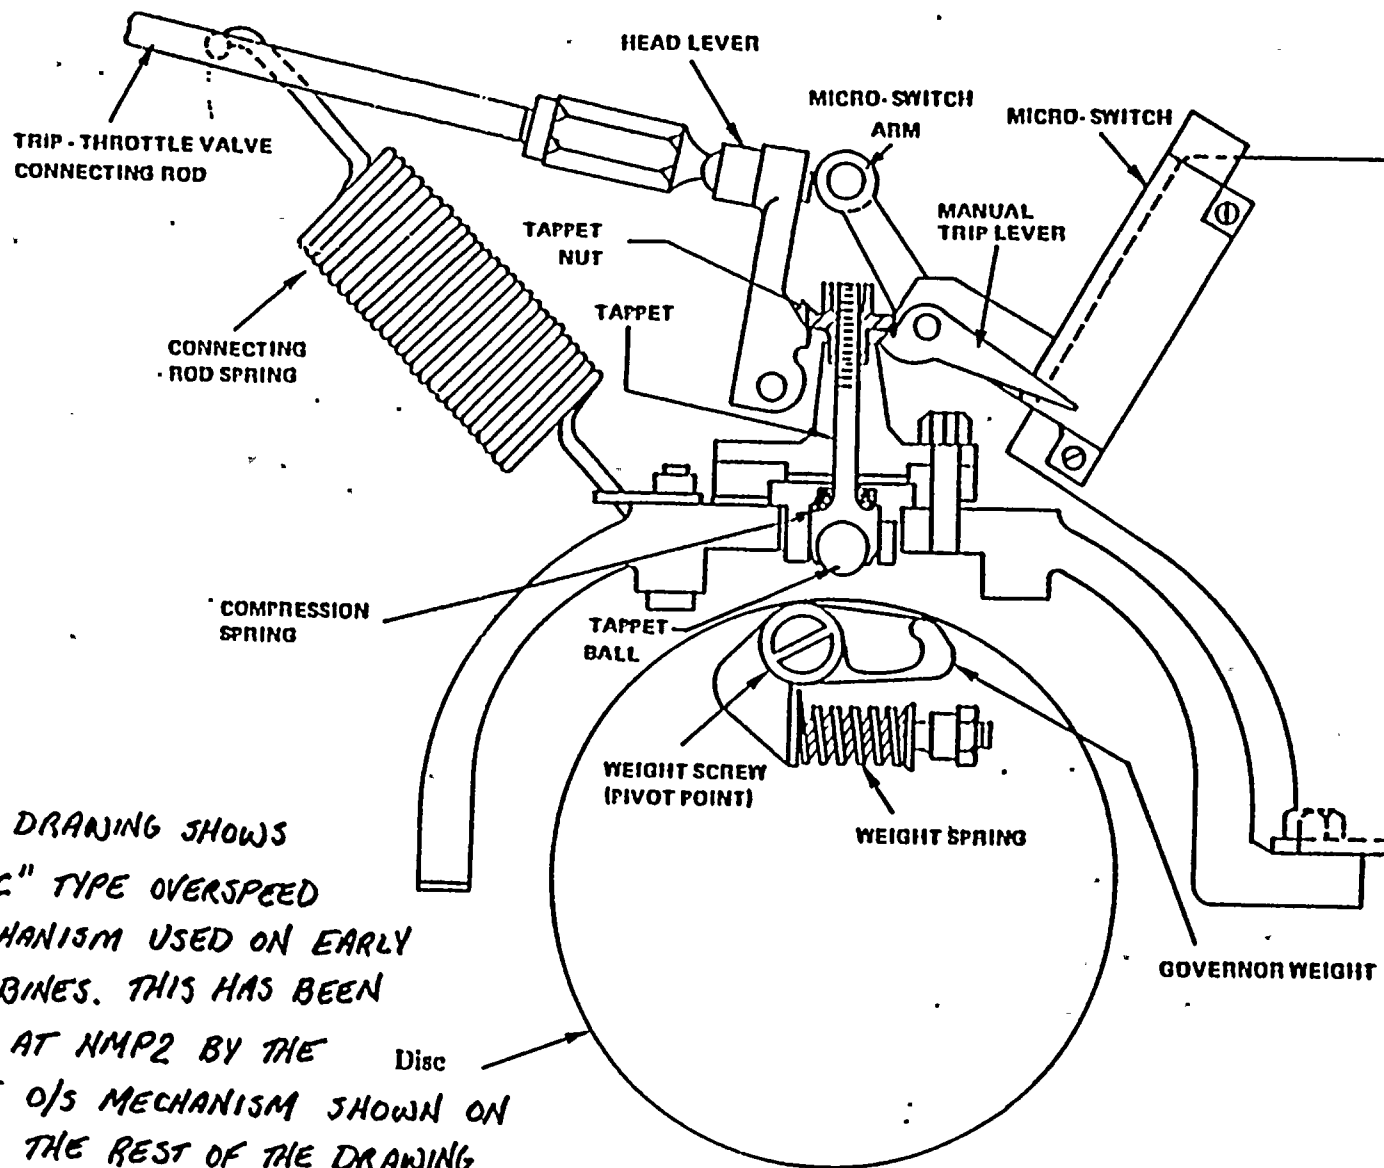 HEAD LEVER
MICRO-SWITCH
ARM
MICRO-SWITCH
TRIP-THROTTLE VALVE
CONNECTING ROD
TAPPET
NUT
MANUAL
TRIP LEVER
TAPPET
CONNECTING
ROD SPRING
COMPRESSION
SPRING
TAPPET
BALL
WEIGHT SCREW
(PIVOT POINT)
WEIGHT SPRING
GOVERNOR WEIGHT
Disc
DRAWING SHOWS
C" TYPE OVERSPEED
HANISM USED ON EARLY
BINES. THIS HAS BEEN
AT NMP2 BY THE
O/S MECHANISM SHOWN ON
THE REST OF THE DRAWING